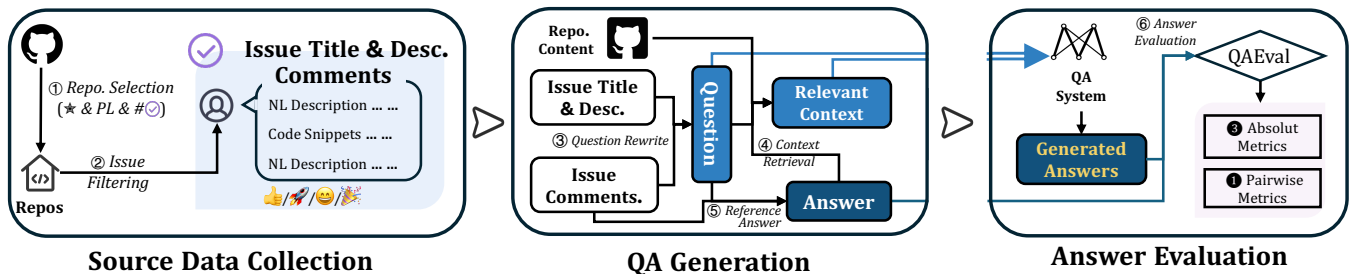 ① Repo. Selection
(★ & PL & #✓)
② Issue
Filtering
Repos
Issue Title & Desc.
Comments
NL Description ... ...
Code Snippets ... ...
NL Description ... ...
👍/🚀/😄/🎉
Source Data Collection
Repo.
Content
Issue Title
& Desc.
③ Question Rewrite
Issue
Comments.
Question
Relevant
Context
④ Context
Retrieval
⑤ Reference
Answer
Answer
QA Generation
QA
System
Generated
Answers
⑥ Answer
Evaluation
QAEval
❸ Absolut
Metrics
❶ Pairwise
Metrics
Answer Evaluation